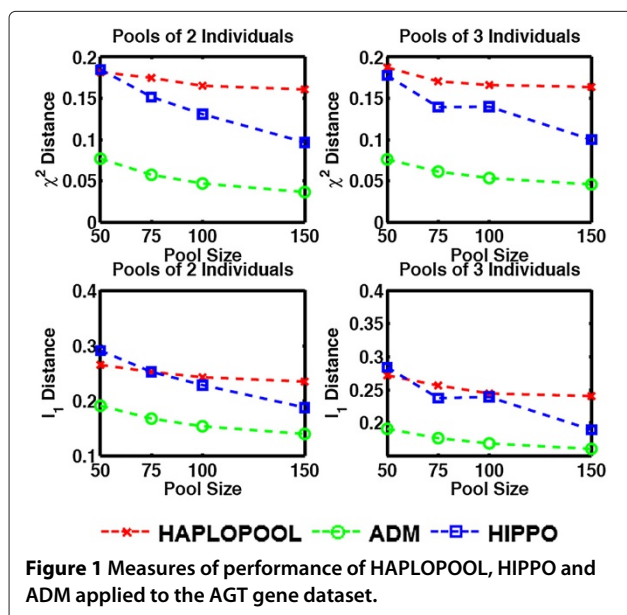 Pools of 2 Individuals
0.2
0.15
0.1
0.05
0
χ² Distance
50 75 100 150
Pool Size
Pools of 3 Individuals
0.2
0.15
0.1
0.05
0
χ² Distance
50 75 100 150
Pool Size
Pools of 2 Individuals
0.4
0.3
0.2
0.1
l₁ Distance
50 75 100 150
Pool Size
Pools of 3 Individuals
0.4
0.35
0.3
0.25
0.2
l₁ Distance
50 75 100 150
Pool Size
HAPLOPOOL ADM HIPPO
Figure 1 Measures of performance of HAPLOPOOL, HIPPO and
ADM applied to the AGT gene dataset.